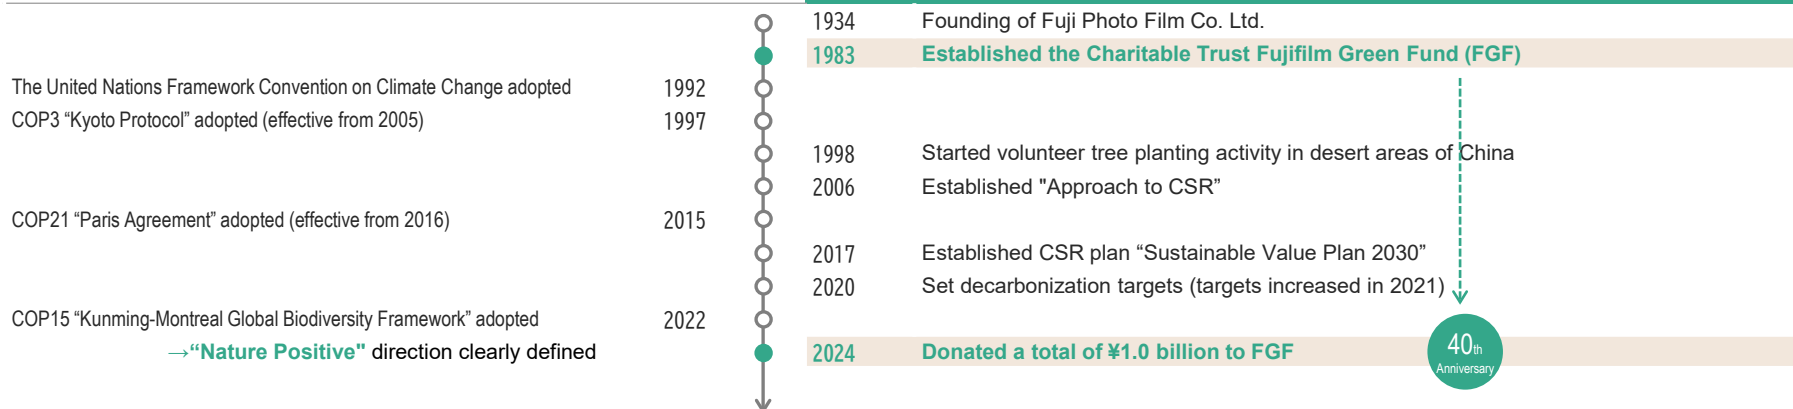 1934 Founding of Fuji Photo Film Co. Ltd.
1983 Established the Charitable Trust Fujifilm Green Fund (FGF)
The United Nations Framework Convention on Climate Change adopted 1992
COP3 “Kyoto Protocol” adopted (effective from 2005) 1997
1998 Started volunteer tree planting activity in desert areas of China
2006 Established "Approach to CSR”
COP21 “Paris Agreement” adopted (effective from 2016) 2015
2017 Established CSR plan “Sustainable Value Plan 2030”
2020 Set decarbonization targets (targets increased in 2021)
COP15 “Kunming-Montreal Global Biodiversity Framework” adopted 2022
→“Nature Positive" direction clearly defined
2024 Donated a total of ¥1.0 billion to FGF
40th
Anniversary